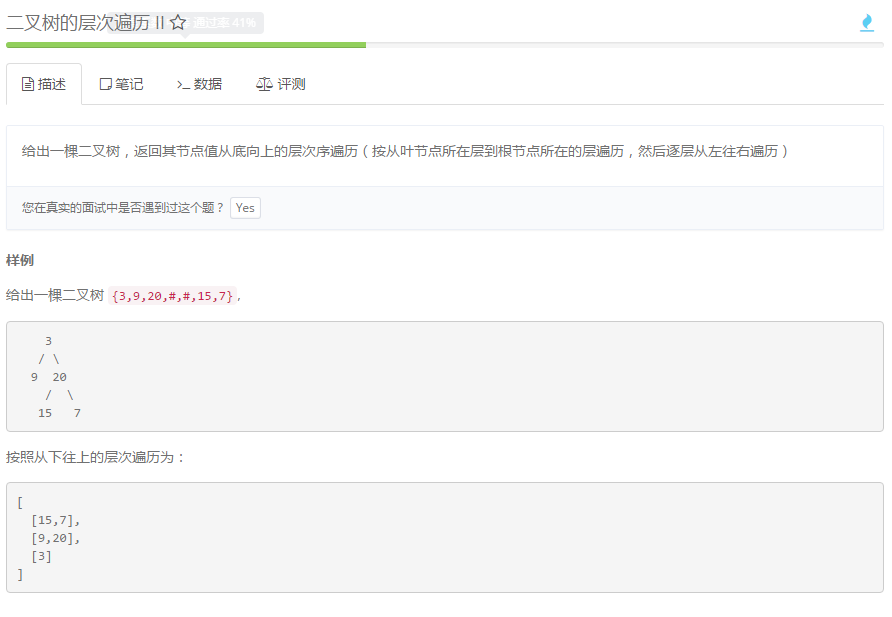 二叉树的层次遍历 II ☆ 通过率 41%
描述 笔记 数据 评测
给出一棵二叉树，返回其节点值从底向上的层次序遍历（按从叶节点所在层到根节点所在的层遍历，然后逐层从左往右遍历）
您在真实的面试中是否遇到过这个题？ Yes
样例
给出一棵二叉树 {3,9,20,#,#,15,7},
3
/ \
9 20
/ \
15 7
按照从下往上的层次遍历为：
[
[15,7],
[9,20],
[3]
]